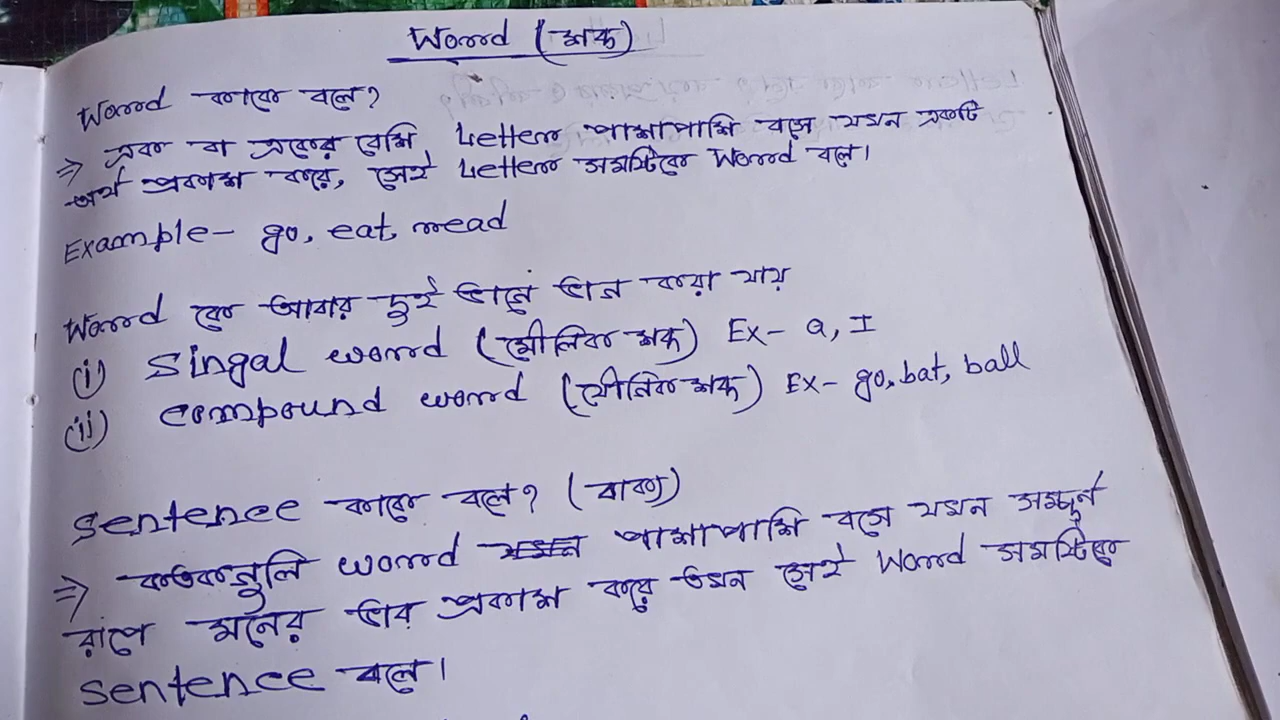 Word (শব্দ)
Word কাকে বলে?
⇒ এক বা একের বেশি Letter পাশাপাশি বসে যখন একটি
অর্থ প্রকাশ করে, সেই Letter সমষ্টিকে Word বলে।
Example- go, eat, read
Word কে আবার দুই ভাগে ভাগ করা যায়
(i) Singal word (মৌলিক শব্দ) Ex- a, I
(ii) compound word (যৌগিক শব্দ) Ex- go, bat, ball
Sentence কাকে বলে? (বাক্য)
⇒ কতকগুলি word পাশাপাশি বসে যখন সম্পুর্ন
রূপে মনের ভাব প্রকাশ করে তখন সেই Word সমষ্টিকে
Sentence বলে।